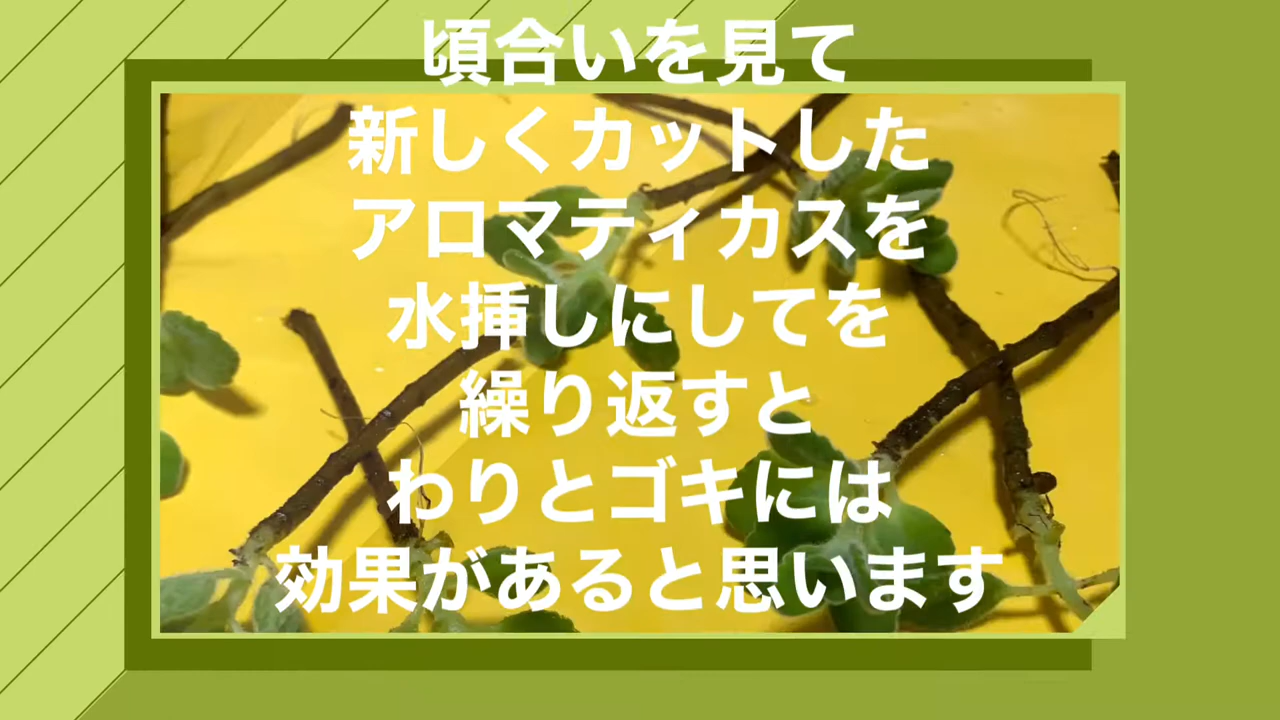 頃合いを見て
新しくカットした
アロマティカスを
水挿しにしてを
繰り返すと
わりとゴキには
効果があると思います